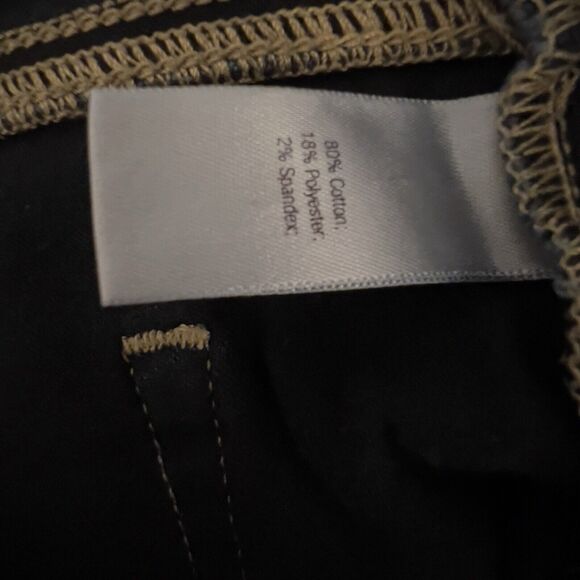 80% Cotton;
18% Polyester;
2% Spandex;